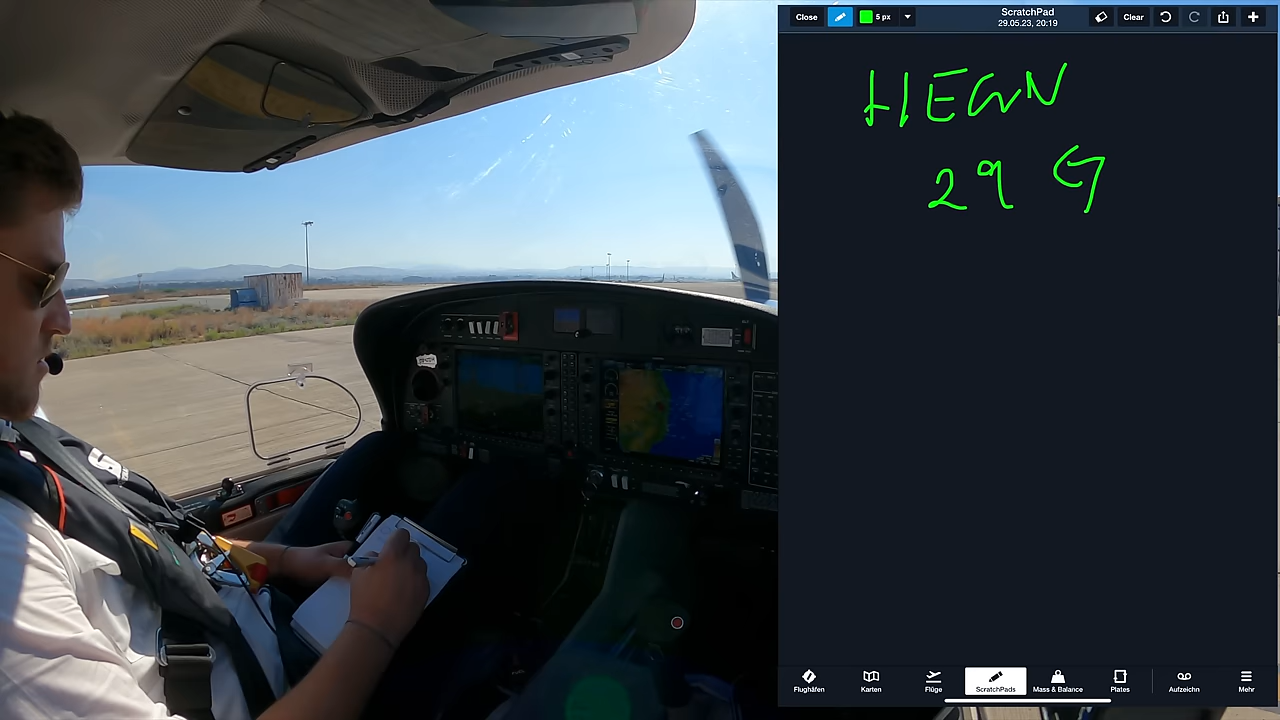 Close
5 px
ScratchPad
29.05.23, 20:19
Clear
HEGN
29 G
Flughäfen
Karten
Flüge
ScratchPads
Mass & Balance
Plates
Aufzeichn
Mehr